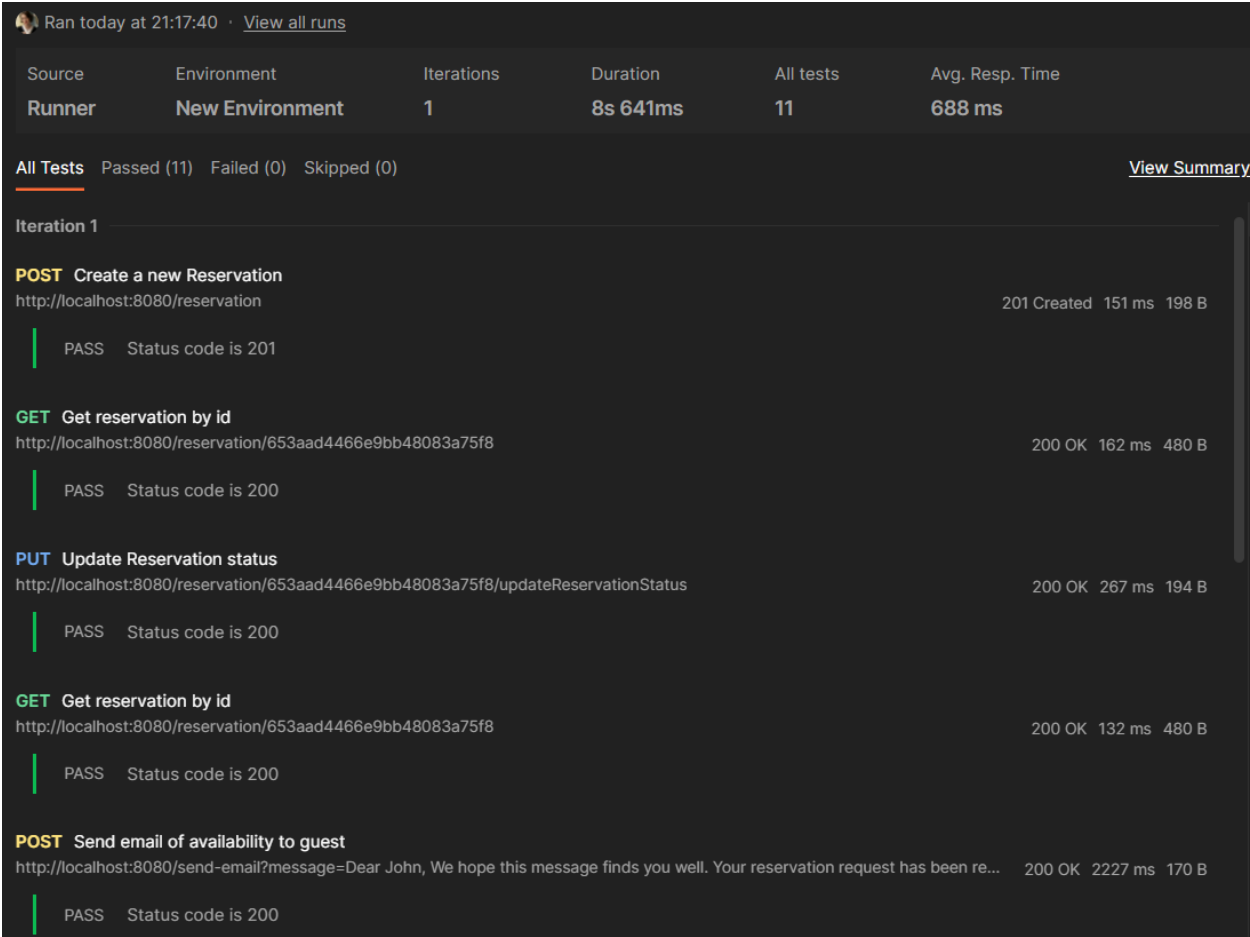 Ran today at 21:17:40 · View all runs
Source Environment Iterations Duration All tests Avg. Resp. Time
Runner New Environment 1 8s 641ms 11 688 ms
All Tests Passed (11) Failed (0) Skipped (0) View Summary
Iteration 1
POST Create a new Reservation
http://localhost:8080/reservation 201 Created 151 ms 198 B
PASS Status code is 201
GET Get reservation by id
http://localhost:8080/reservation/653aad4466e9bb48083a75f8 200 OK 162 ms 480 B
PASS Status code is 200
PUT Update Reservation status
http://localhost:8080/reservation/653aad4466e9bb48083a75f8/updateReservationStatus 200 OK 267 ms 194 B
PASS Status code is 200
GET Get reservation by id
http://localhost:8080/reservation/653aad4466e9bb48083a75f8 200 OK 132 ms 480 B
PASS Status code is 200
POST Send email of availability to guest
http://localhost:8080/send-email?message=Dear John, We hope this message finds you well. Your reservation request has been re... 200 OK 2227 ms 170 B
PASS Status code is 200